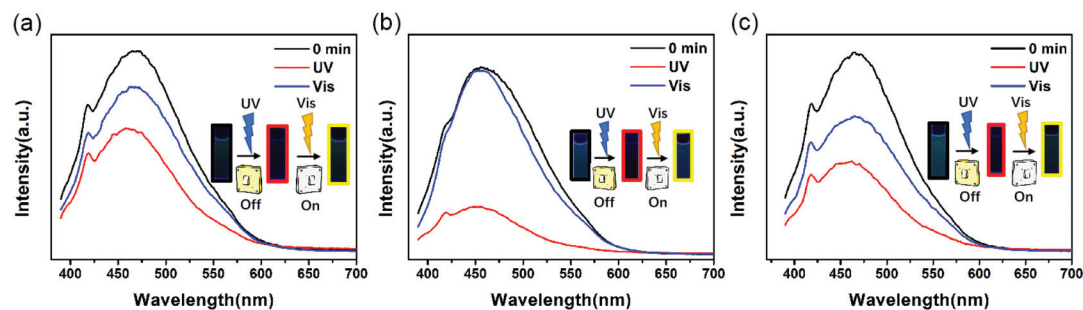 (a)
0 min
UV
Vis
UV
Vis
Off
On
Intensity(a.u.)
400 450 500 550 600 650 700
Wavelength(nm)
(b)
0 min
UV
Vis
UV
Vis
Off
On
Intensity(a.u.)
400 450 500 550 600 650 700
Wavelength(nm)
(c)
0 min
UV
Vis
UV
Vis
Off
On
Intensity(a.u.)
400 450 500 550 600 650 700
Wavelength(nm)